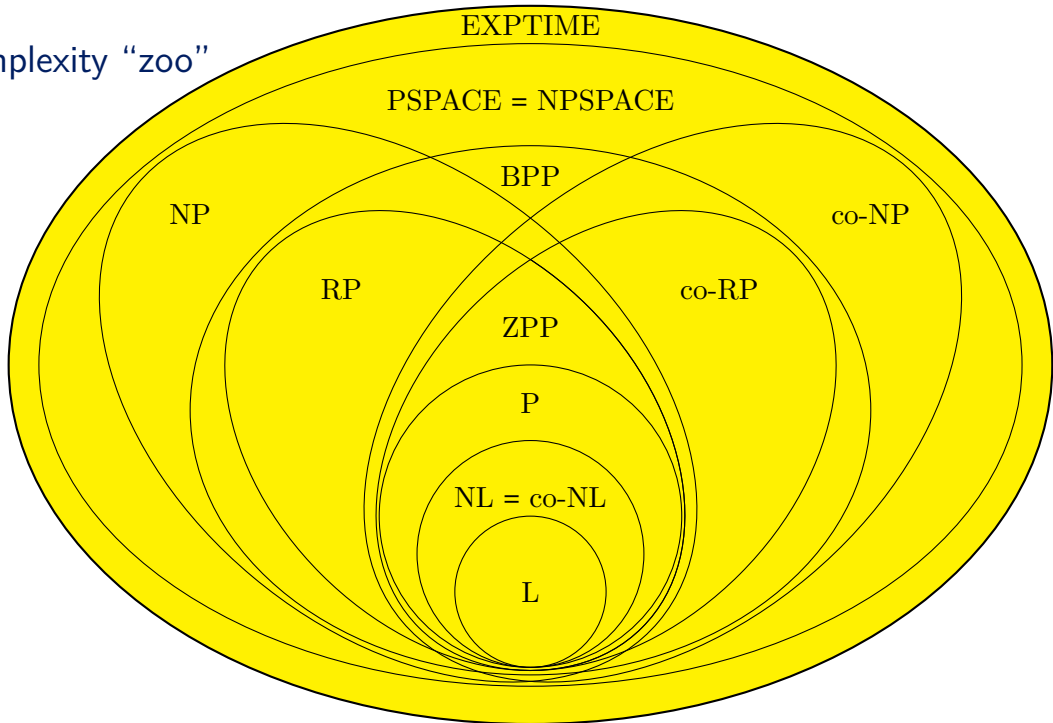 EXPTIME
mplexity “zoo”
PSPACE = NPSPACE
BPP
NP
co-NP
RP
co-RP
ZPP
P
NL = co-NL
L